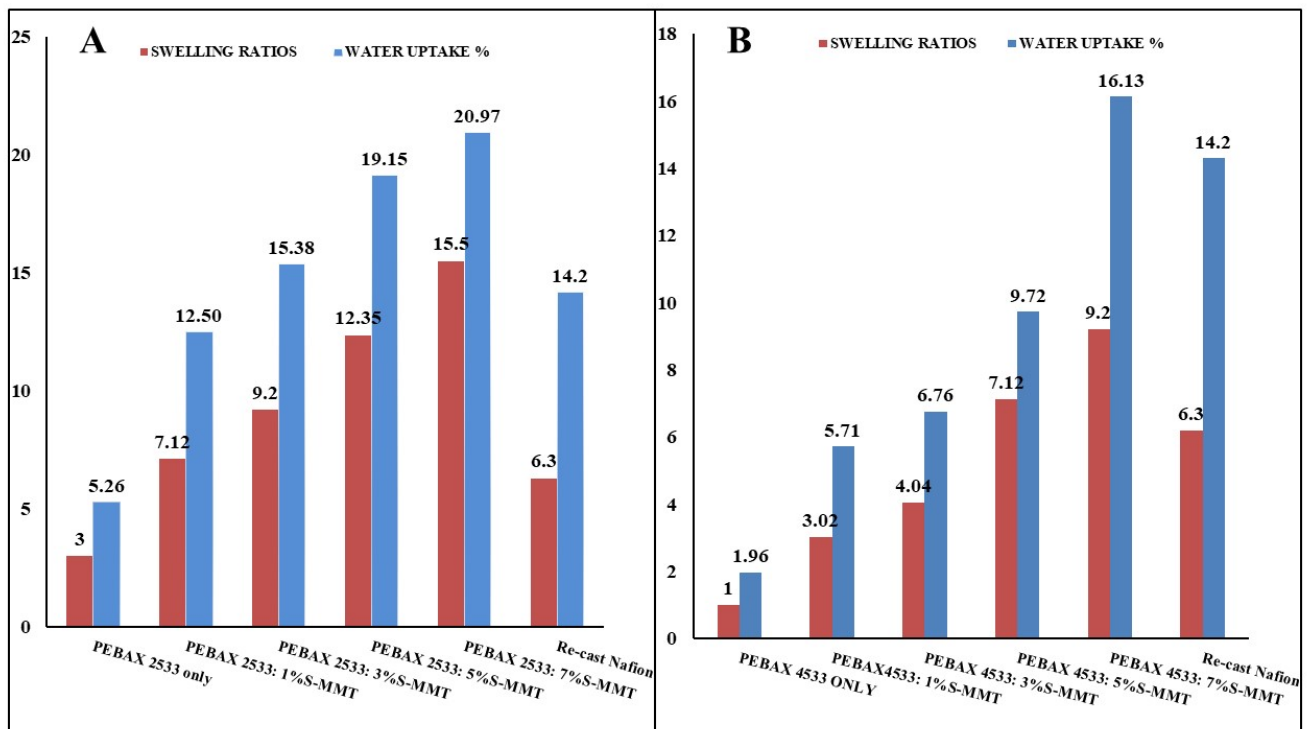 A
SWELLING RATIOS
WATER UPTAKE %
25
20
15
10
5
0
3
5.26
7.12
12.50
9.2
15.38
12.35
19.15
15.5
20.97
6.3
14.2
PEBAX 2533 only
PEBAX 2533: 1%S-MMT
PEBAX 2533: 3%S-MMT
PEBAX 2533: 5%S-MMT
PEBAX 2533: 7%S-MMT
Re-cast Nafion
B
SWELLING RATIOS
WATER UPTAKE %
18
16
14
12
10
8
6
4
2
0
1
1.96
3.02
5.71
4.04
6.76
7.12
9.72
9.2
16.13
6.3
14.2
PEBAX 4533 ONLY
PEBAX4533: 1%S-MMT
PEBAX 4533: 3%S-MMT
PEBAX 4533: 5%S-MMT
PEBAX 4533: 7%S-MMT
Re-cast Nafion